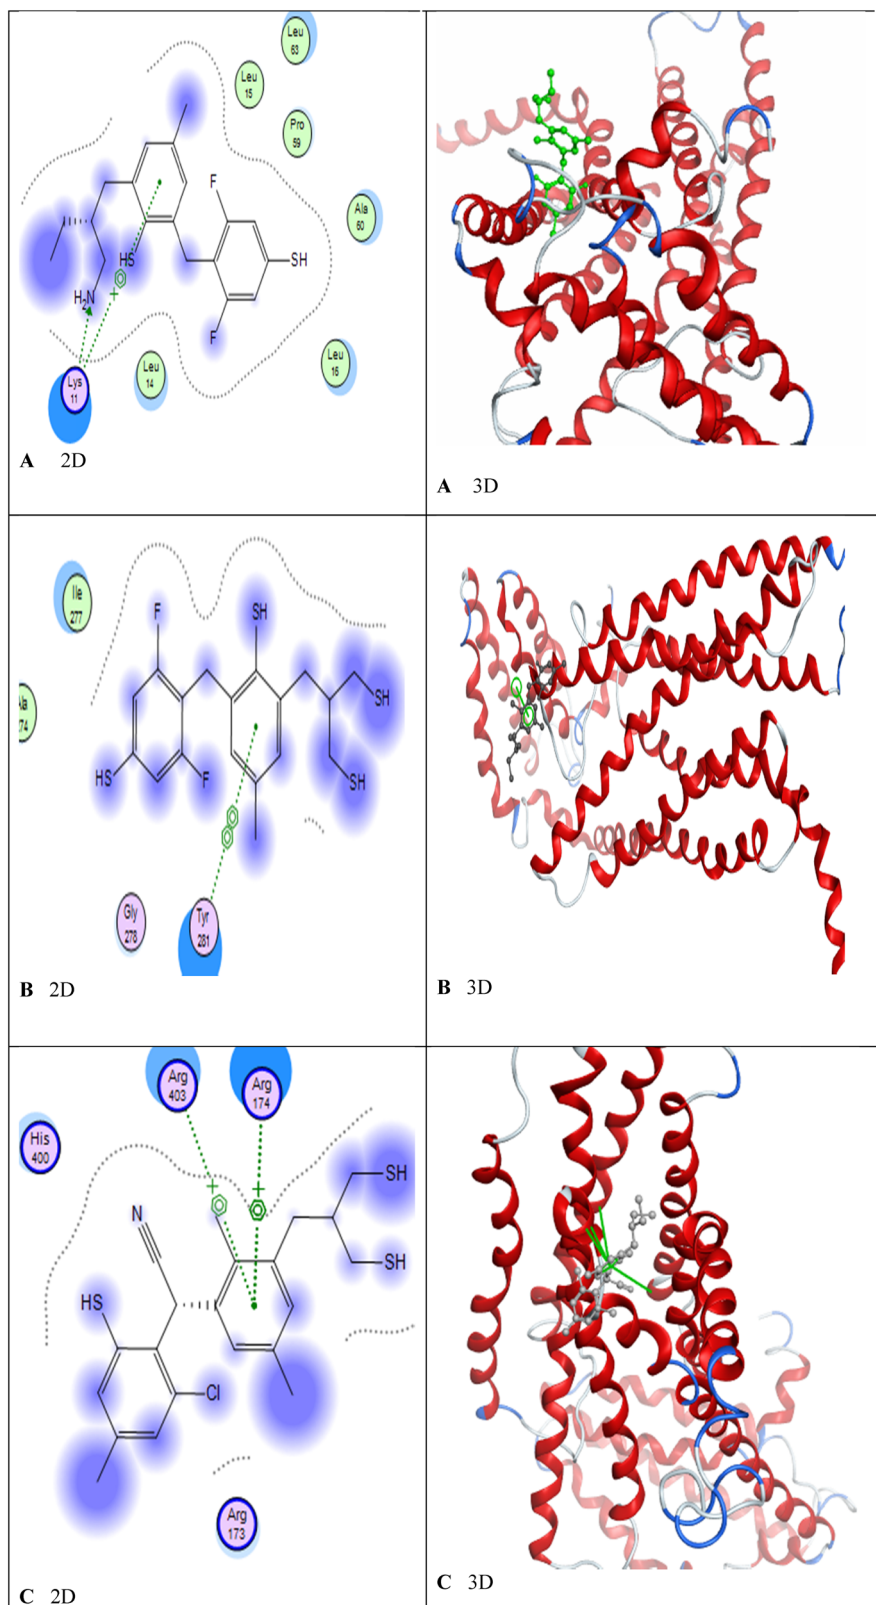 Leu
63
Leu
15
Pro
59
F
Ala
60
HS
SH
H2N
F
Leu
16
Leu
14
Lys
11
A 2D
A 3D
Ile
277
F
SH
Ala
274
SH
HS
F
SH
Gly
278
Tyr
281
B 2D
B 3D
Arg
403
Arg
174
His
400
SH
N
SH
HS
Cl
Arg
173
C 2D
C 3D